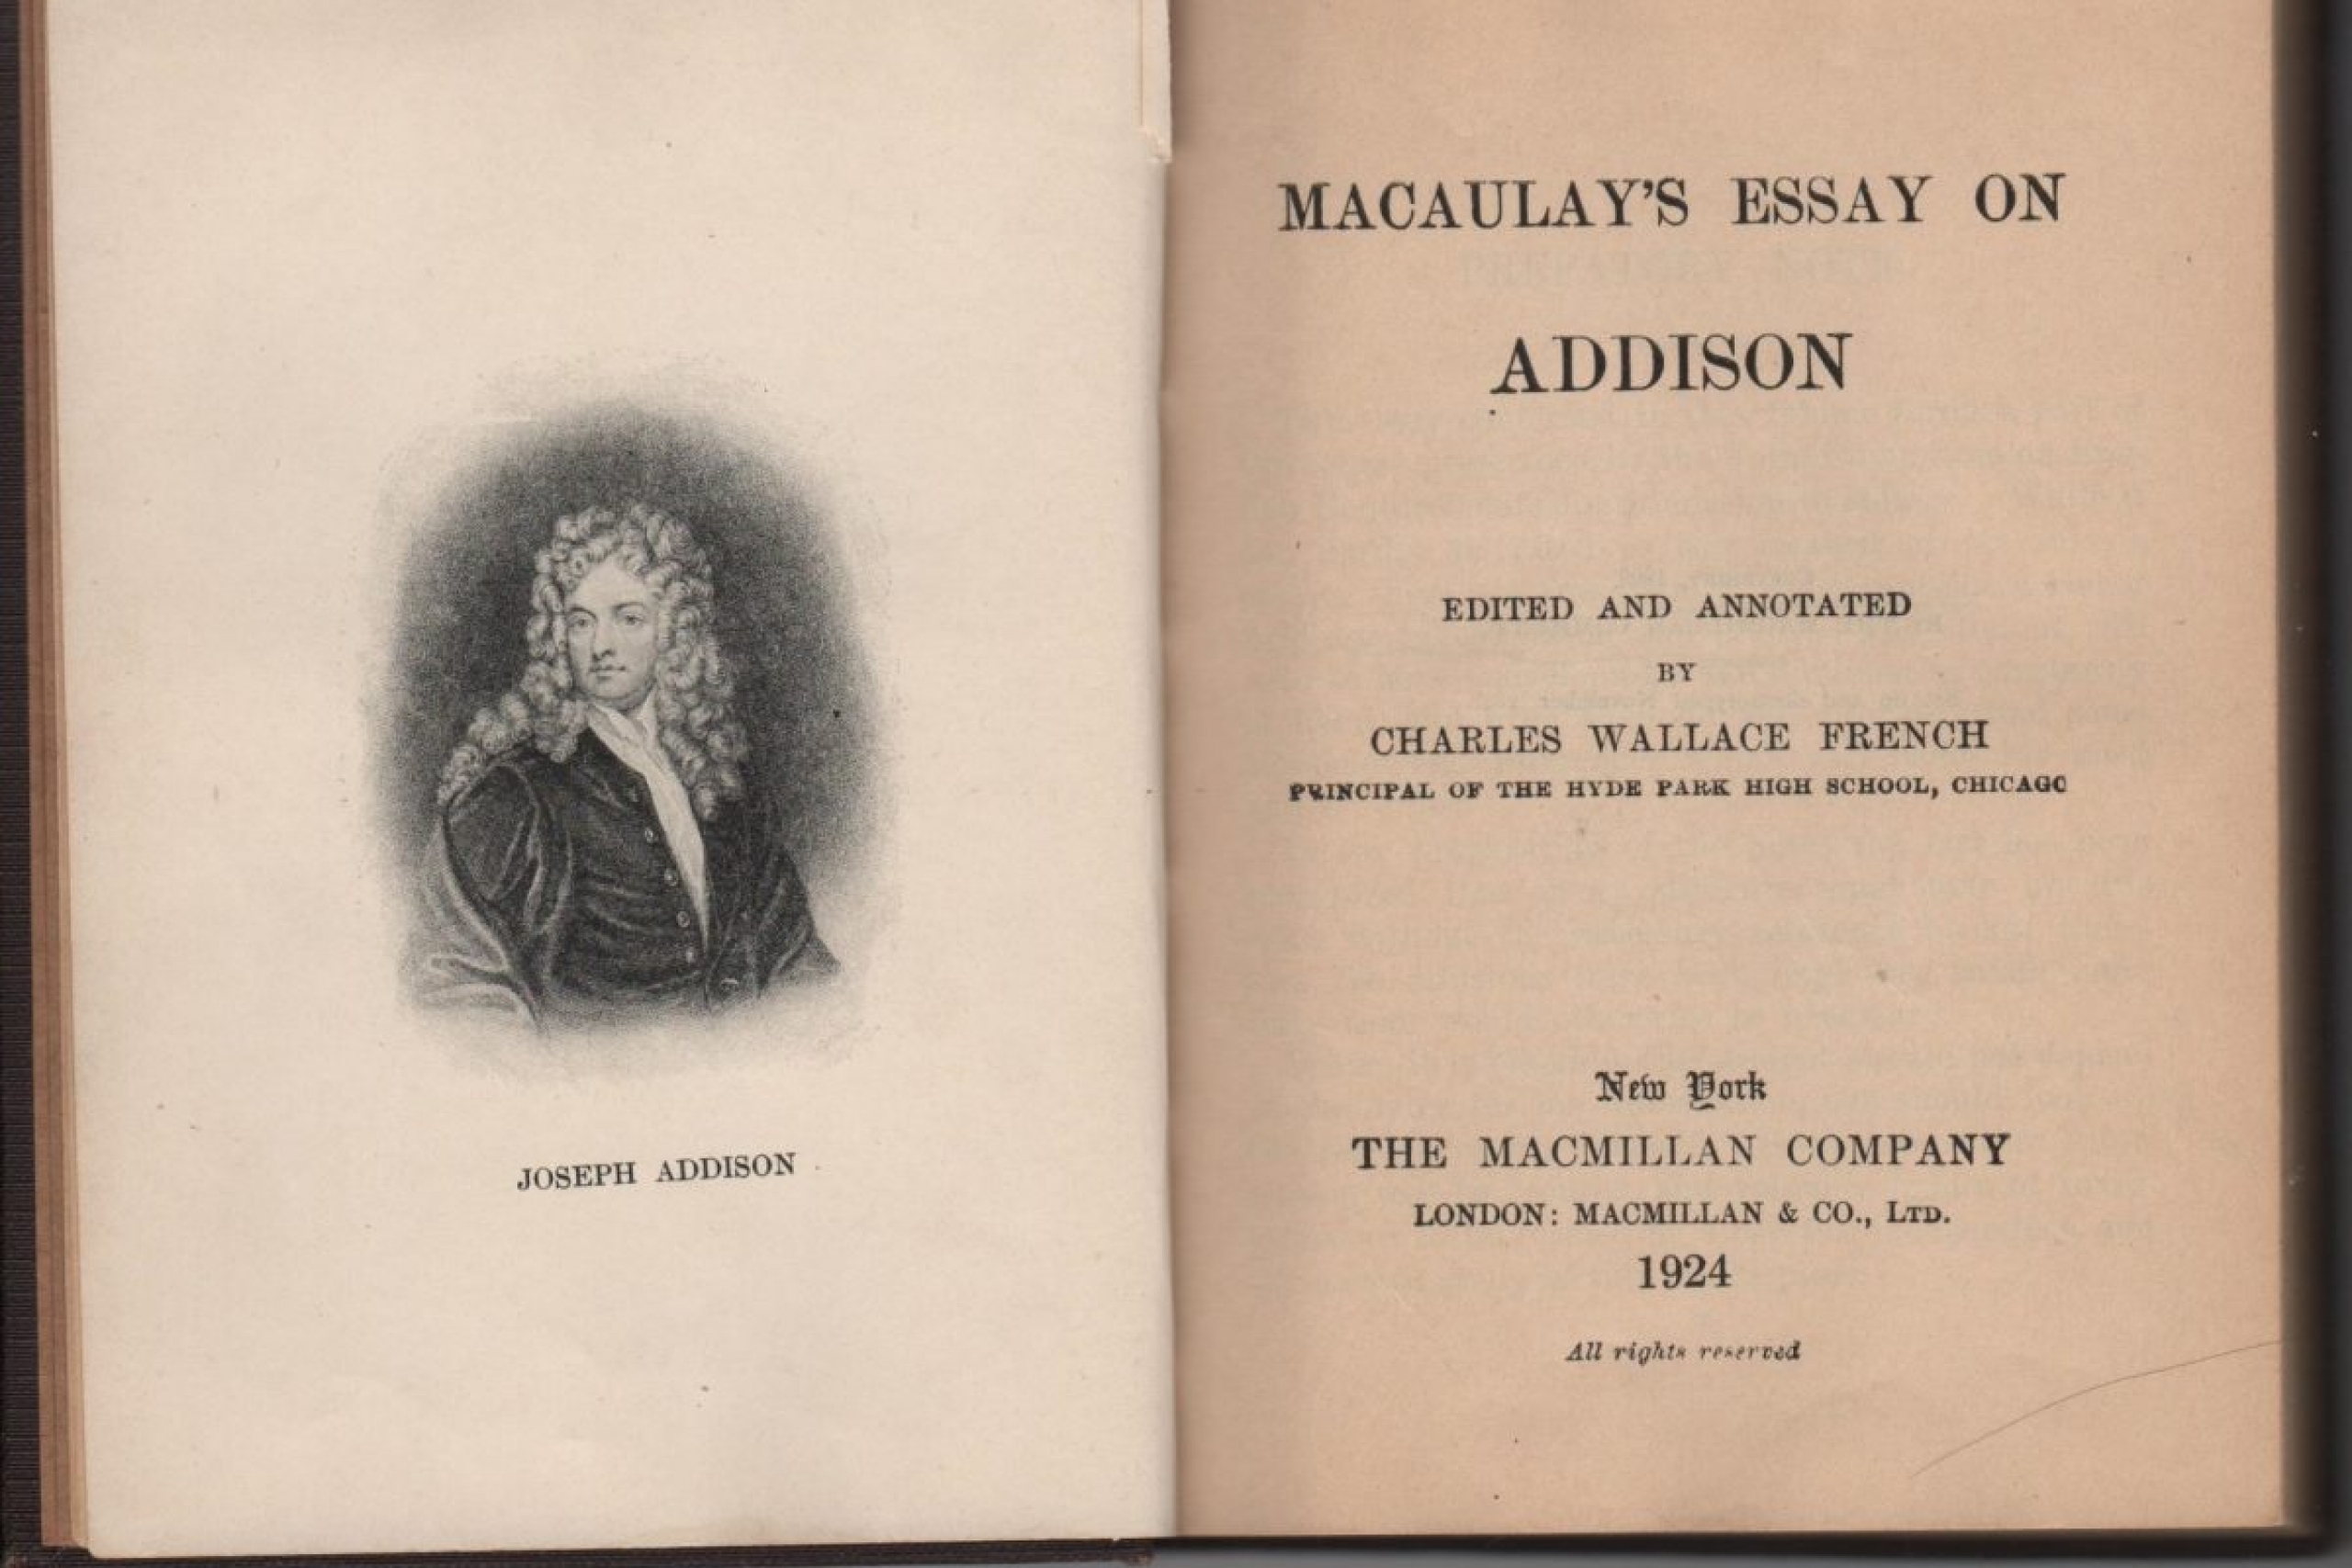 JOSEPH ADDISON
MACAULAY'S ESSAY ON
ADDISON
EDITED AND ANNOTATED
BY
CHARLES WALLACE FRENCH
PRINCIPAL OF THE HYDE PARK HIGH SCHOOL, CHICAGO
New York
THE MACMILLAN COMPANY
LONDON: MACMILLAN & CO., LTD.
1924
All rights reserved